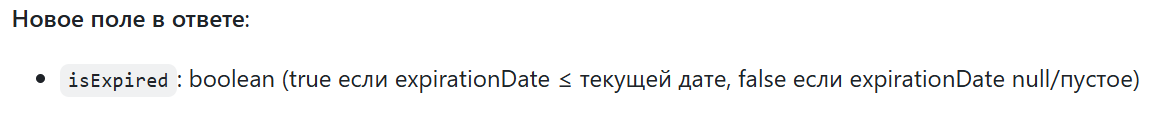 Новое поле в ответе:
• isExpired: boolean (true если expirationDate ≤ текущей дате, false если expirationDate null/пустое)